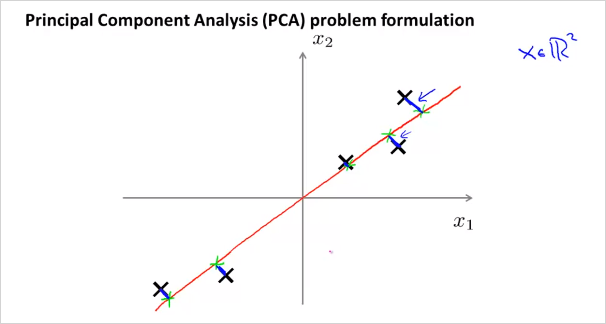 Principal Component Analysis (PCA) problem formulation
x₂
x∈ℝ²
x₁